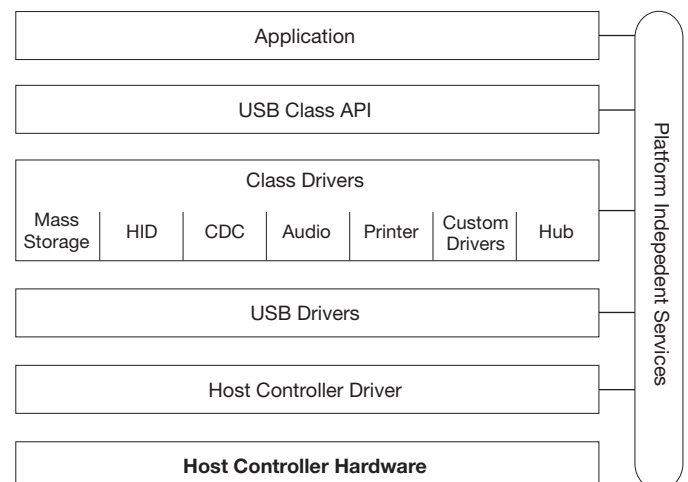 Application
USB Class API
Class Drivers
Mass
Storage
HID
CDC
Audio
Printer
Custom
Drivers
Hub
USB Drivers
Host Controller Driver
Host Controller Hardware
Platform Indepedent Services